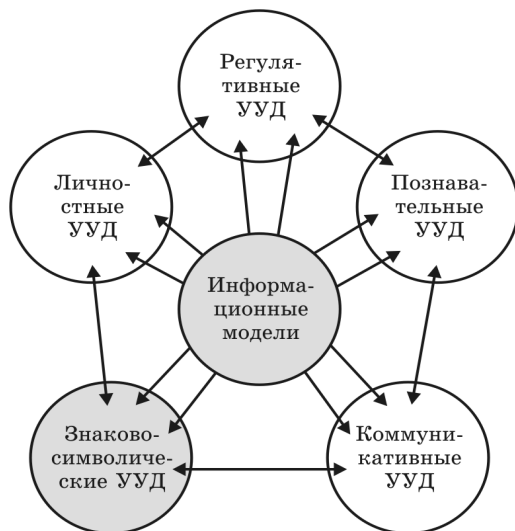 Регуля-
тивные
УУД
Лично-
стные
УУД
Познава-
тельные
УУД
Информа-
ционные
модели
Знаково-
символиче-
ские УУД
Коммуни-
кативные
УУД